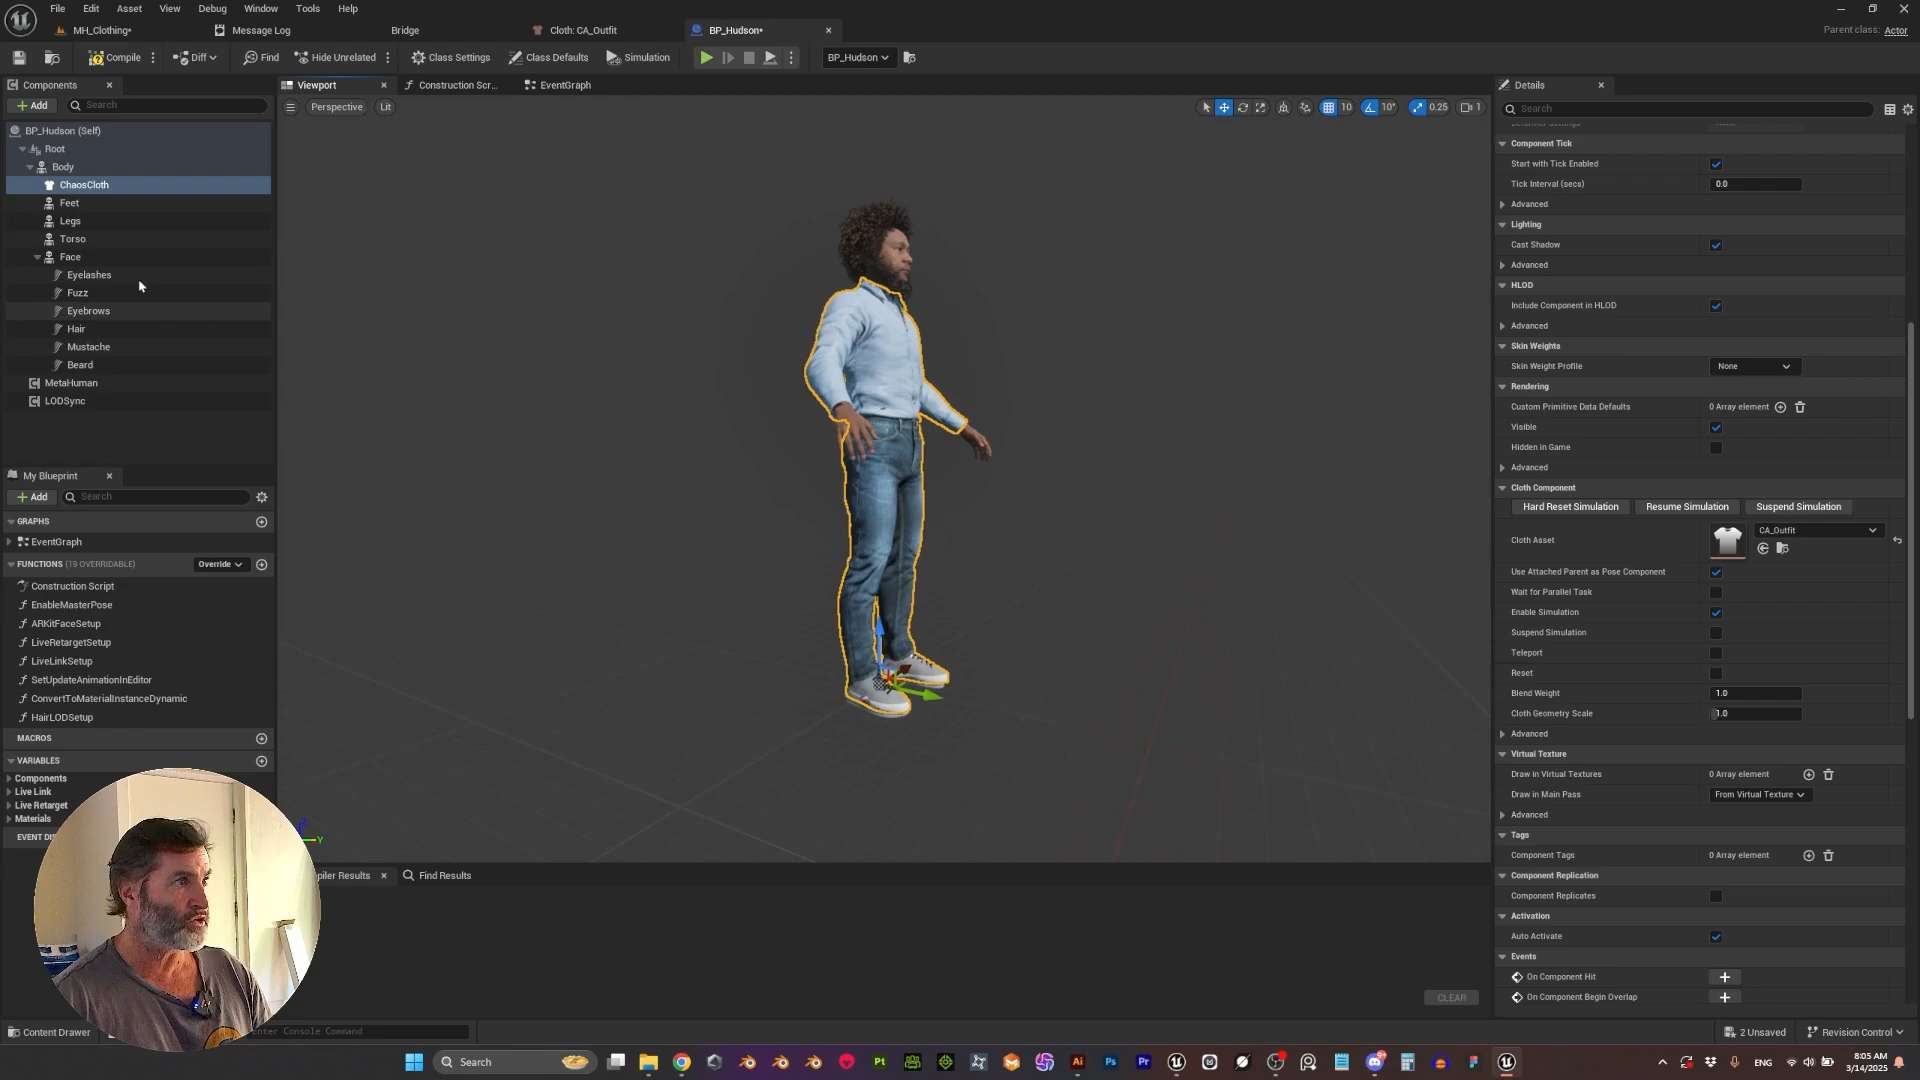 File Edit Asset View Debug Window Tools Help
MH_Clothing* Message Log Bridge Cloth: CA_Outfit BP_Hudson*
Parent class: Actor
Compile Diff Find Hide Unrelated Class Settings Class Defaults Simulation BP_Hudson
Components
Add Search
BP_Hudson (Self)
Root
Body
ChaosCloth
Feet
Legs
Torso
Face
Eyelashes
Fuzz
Eyebrows
Hair
Mustache
Beard
MetaHuman
LODSync
My Blueprint
Add Search
GRAPHS
EventGraph
FUNCTIONS (19 OVERRIDABLE) Override
Construction Script
EnableMasterPose
ARKitFaceSetup
LiveRetargetSetup
LiveLinkSetup
SetUpdateAnimationInEditor
ConvertToMaterialInstanceDynamic
HairLODSetup
MACROS
VARIABLES
Components
Live Link
Live Retarget
Materials
EVENT DIS
Viewport Construction Scr... EventGraph
Perspective Lit
10 10° 0.25 1
Y
piler Results Find Results
CLEAR
Details
Search
Component Tick
Start with Tick Enabled
Tick Interval (secs) 0.0
Advanced
Lighting
Cast Shadow
Advanced
HLOD
Include Component in HLOD
Advanced
Skin Weights
Skin Weight Profile None
Rendering
Custom Primitive Data Defaults 0 Array element
Visible
Hidden in Game
Advanced
Cloth Component
Hard Reset Simulation Resume Simulation Suspend Simulation
Cloth Asset CA_Outfit
Use Attached Parent as Pose Component
Wait for Parallel Task
Enable Simulation
Suspend Simulation
Teleport
Reset
Blend Weight 1.0
Cloth Geometry Scale 1.0
Advanced
Virtual Texture
Draw in Virtual Textures 0 Array element
Draw in Main Pass From Virtual Texture
Advanced
Tags
Component Tags 0 Array element
Component Replication
Component Replicates
Activation
Auto Activate
Events
On Component Hit
On Component Begin Overlap
Content Drawer Enter Console Command 2 Unsaved Revision Control
Search Pt Ai Ps Pr ENG 8:05 AM
3/14/2025